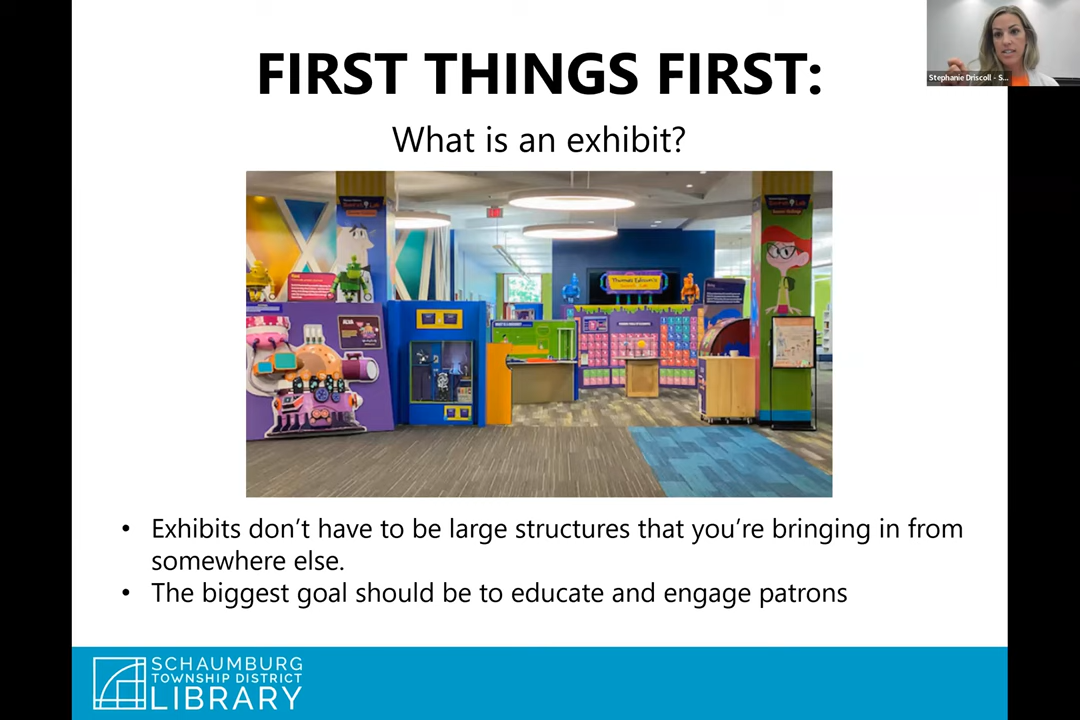 FIRST THINGS FIRST:
Stephanie Driscoll - S...
What is an exhibit?
• Exhibits don’t have to be large structures that you’re bringing in from
somewhere else.
• The biggest goal should be to educate and engage patrons
SCHAUMBURG
TOWNSHIP DISTRICT
LIBRARY